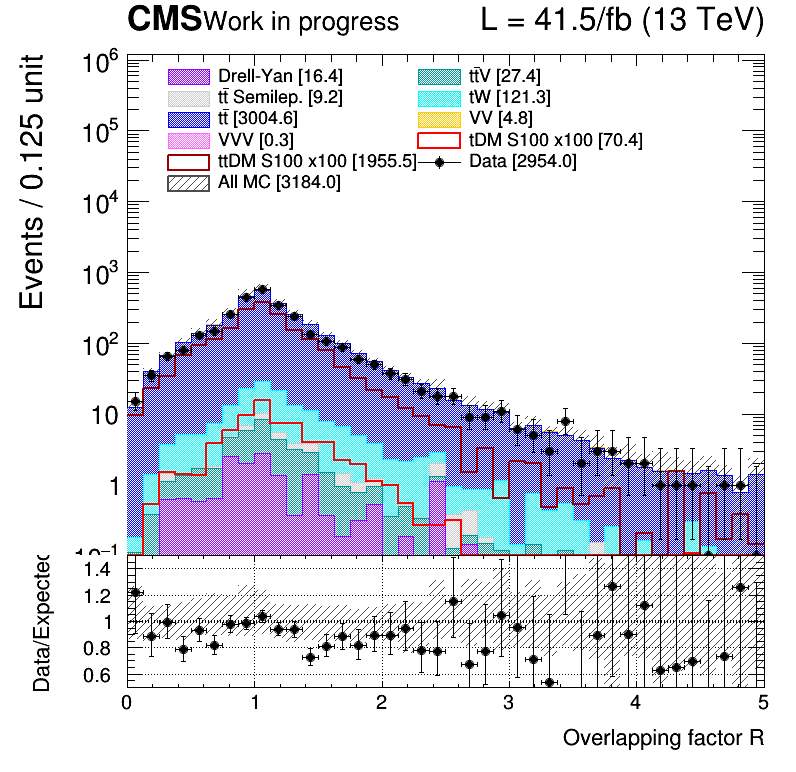 CMS Work in progress L = 41.5/fb (13 TeV)
Events / 0.125 unit
10⁶
10⁵
10⁴
10³
10²
10
1
10⁻¹
Drell-Yan [16.4]
tt̄ Semilep. [9.2]
tt̄ [3004.6]
VVV [0.3]
ttDM S100 x100 [1955.5]
All MC [3184.0]
tt̄V [27.4]
tW [121.3]
VV [4.8]
tDM S100 x100 [70.4]
Data [2954.0]
Data/Expected
1.4
1.2
1
0.8
0.6
0 1 2 3 4 5
Overlapping factor R